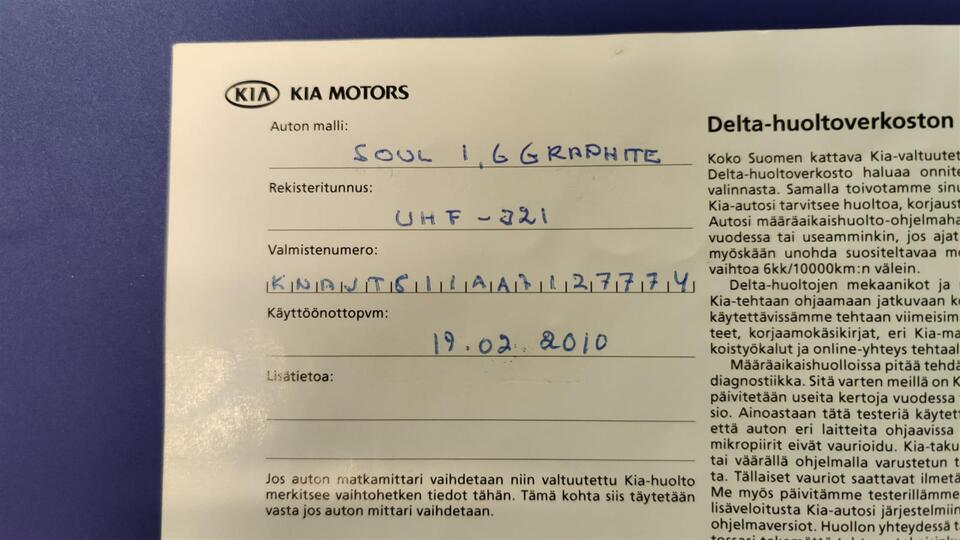 KIA KIA MOTORS
Auton malli:
SOUL 1,6 GRAPHITE
Rekisteritunnus:
UHF-321
Valmistenumero:
Käyttöönottopvm:
19.02.2010
Lisätietoa:
Jos auton matkamittari vaihdetaan niin valtuutettu Kia-huolto
merkitsee vaihtohetken tiedot tähän. Tämä kohta siis täytetään
vasta jos auton mittari vaihdetaan.
Delta-huoltoverkoston
Koko Suomen kattava Kia-valtuutet
Delta-huoltoverkosto haluaa onnitte
valinnasta. Samalla toivotamme sinu
Kia-autosi tarvitsee huoltoa, korjaust
Autosi määräaikaishuolto-ohjelmaha
vuodessa tai useamminkin, jos ajat
myöskään unohda suositeltavaa m
vaihtoa 6kk/10000km:n välein.
Delta-huoltojen mekaanikot ja
Kia-tehtaan ohjaamaan jatkuvaan k
käytettävissämme tehtaan viimeisim
teet, korjaamokäsikirjat, eri Kia-ma
koistyökalut ja online-yhteys tehtaal
Määräaikaishuolloissa pitää tehdä
diagnostiikka. Sitä varten meillä on K
päivitetään useita kertoja vuodessa
sio. Ainoastaan tätä testeriä käytett
että auton eri laitteita ohjaavissa
mikropiirit eivät vaurioidu. Kia-taku
tai väärällä ohjelmalla varustetun t
ta. Tällaiset vauriot saattavat ilmetä
Me myös päivitämme testerillämme
lisäveloitusta Kia-autosi järjestelmiin
ohjelmaversiot. Huollon yhteydessä ta